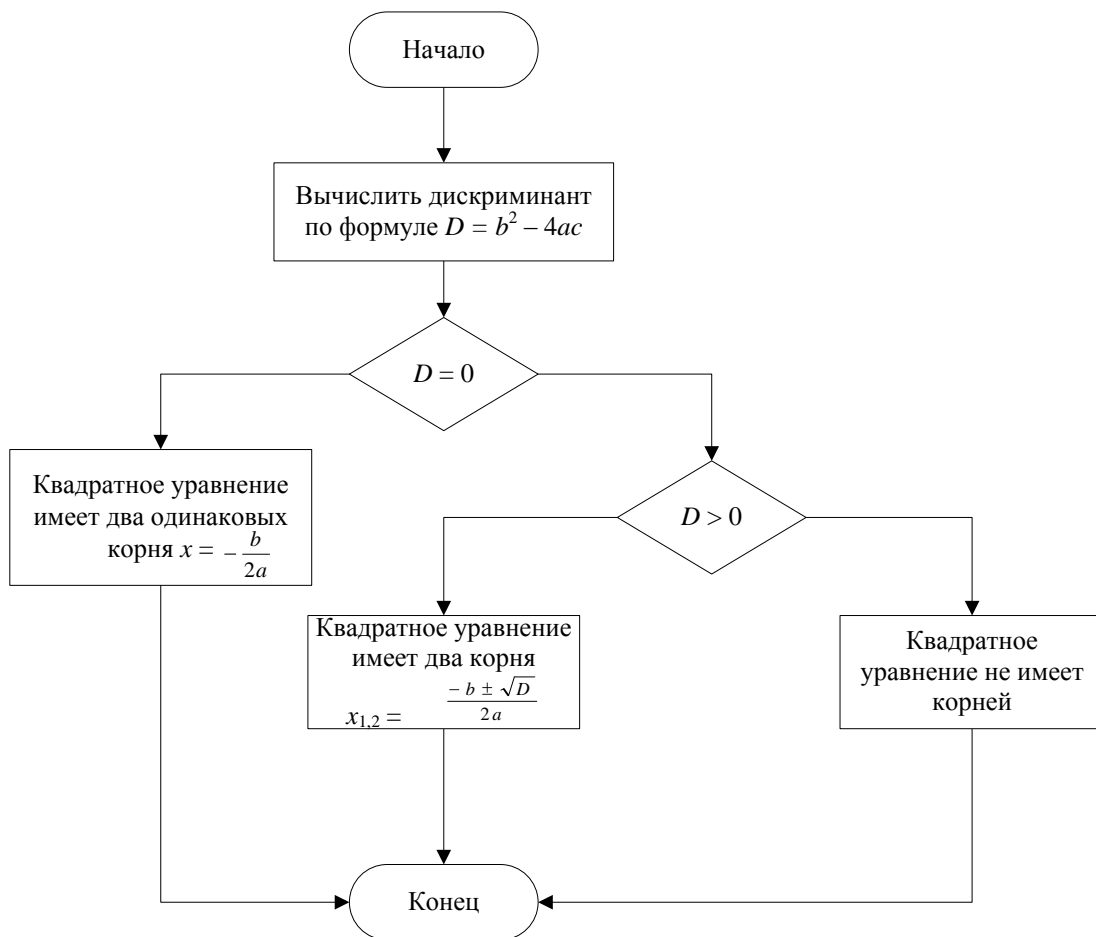 Начало
Вычислить дискриминант
по формуле D = b² – 4ac
D = 0
Квадратное уравнение
имеет два одинаковых
корня x = – b/2a
D > 0
Квадратное уравнение
имеет два корня
x₁,₂ = – b ± √D/2a
Квадратное
уравнение не имеет
корней
Конец